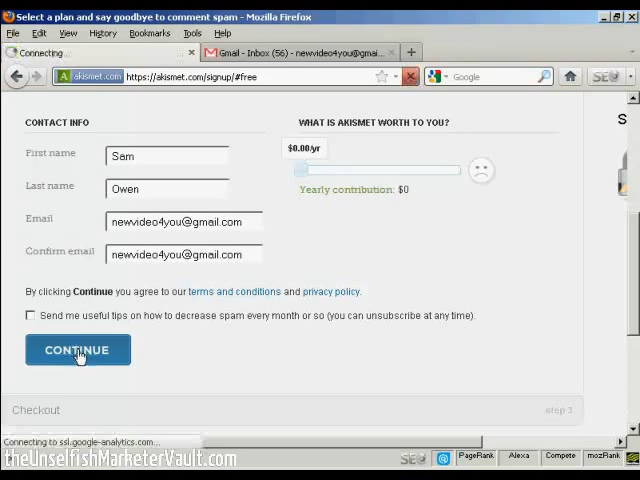 Select a plan and say goodbye to comment spam - Mozilla Firefox
File Edit View History Bookmarks Tools Help
Connecting... Gmail - Inbox (56) - newvideo4you@gmai...
akismet.com https://akismet.com/signup/#free Google
CONTACT INFO WHAT IS AKISMET WORTH TO YOU? S
$0.00/yr
First name Sam
Yearly contribution: $0
Last name Owen
Email newvideo4you@gmail.com
Confirm email newvideo4you@gmail.com
By clicking Continue you agree to our terms and conditions and privacy policy.
Send me useful tips on how to decrease spam every month or so (you can unsubscribe at any time).
CONTINUE
Checkout step 3
Connecting to ssl.google-analytics.com...
PageRank Alexa Compete mozRank
theUnselfishMarketerVault.com